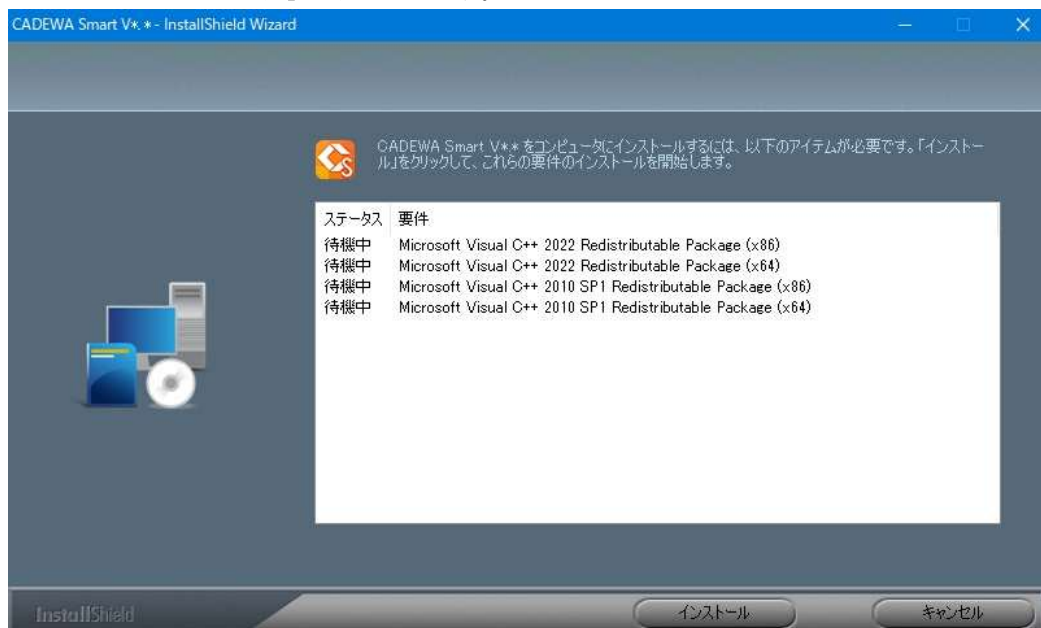 CADEWA Smart V*.* - InstallShield Wizard
CADEWA Smart V** をコンピュータにインストールするには、以下のアイテムが必要です。「インストー
ル」をクリックして、これらの要件のインストールを開始します。
ステータス 要件
待機中 Microsoft Visual C++ 2022 Redistributable Package (x86)
待機中 Microsoft Visual C++ 2022 Redistributable Package (x64)
待機中 Microsoft Visual C++ 2010 SP1 Redistributable Package (x86)
待機中 Microsoft Visual C++ 2010 SP1 Redistributable Package (x64)
InstallShield
インストール
キャンセル